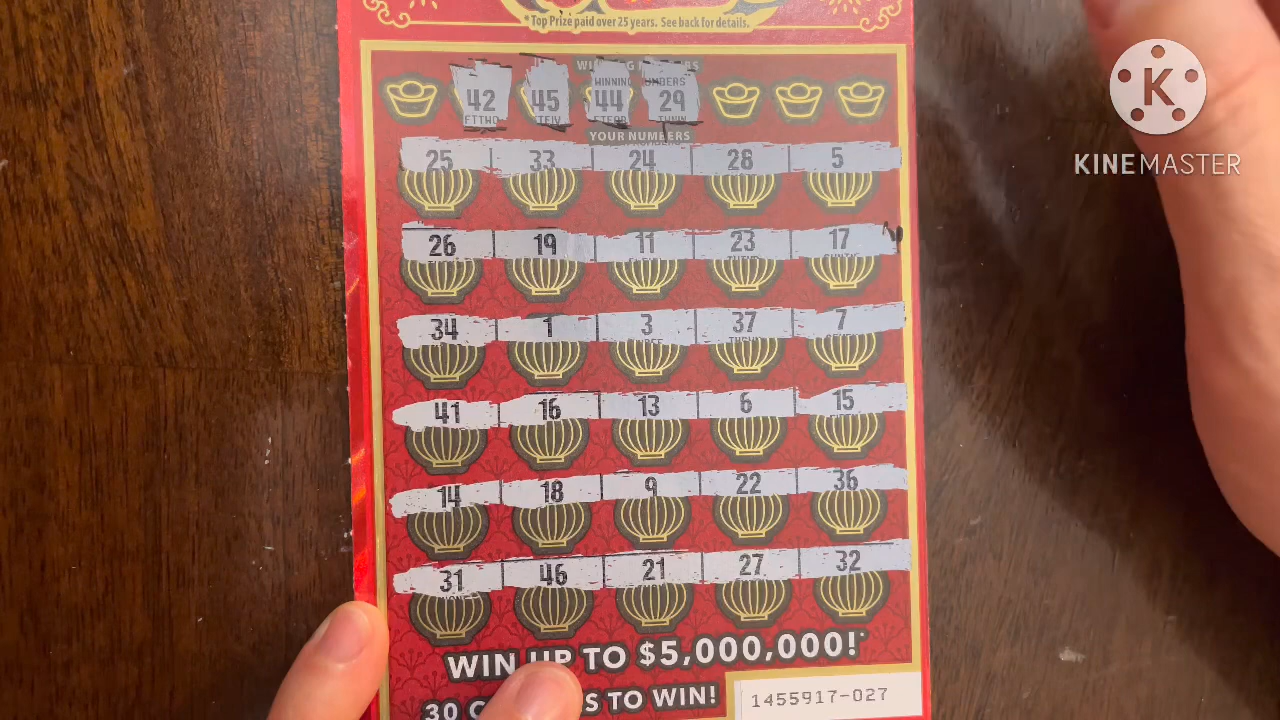 *Top Prize paid over 25 years. See back for details.
WINNING NUMBERS
42 45 44 29
YOUR NUMBERS
25 33 24 28 5
26 19 11 23 17
34 1 3 37 7
41 16 13 6 15
14 18 9 22 36
31 46 21 27 32
WIN UP TO $5,000,000!*
30 TO WIN!
1455917-027
K
KINEMASTER